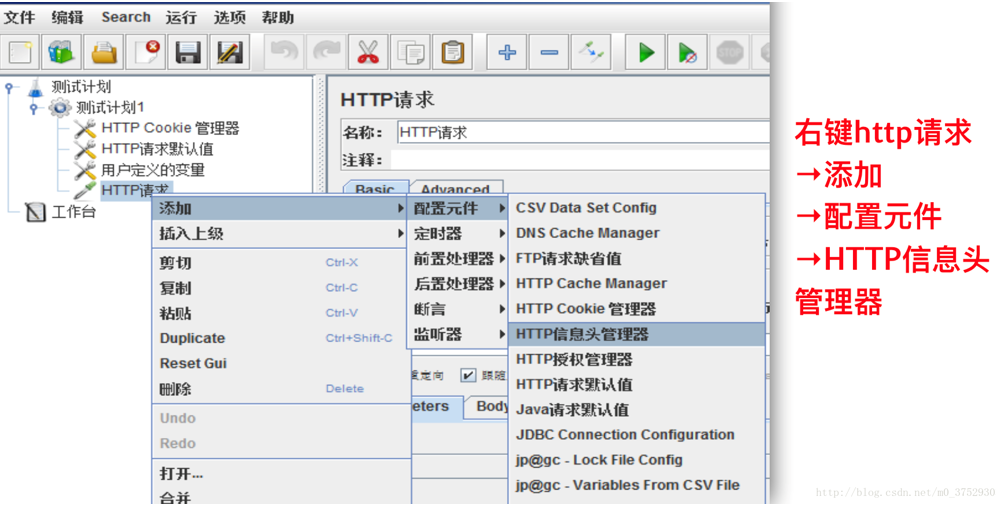 文件 编辑 Search 运行 选项 帮助
STOP
测试计划
测试计划1
HTTP Cookie 管理器
HTTP请求默认值
用户定义的变量
HTTP请求
工作台
HTTP请求
名称: HTTP请求
注释:
Basic Advanced
添加
插入上级
剪切 Ctrl-X
复制 Ctrl-C
粘贴 Ctrl-V
Duplicate Ctrl+Shift-C
Reset Gui
删除 Delete
Undo
Redo
打开...
合并
配置元件
定时器
前置处理器
后置处理器
断言
监听器
重定向 跟随
eters Body
CSV Data Set Config
DNS Cache Manager
FTP请求缺省值
HTTP Cache Manager
HTTP Cookie 管理器
HTTP信息头管理器
HTTP授权管理器
HTTP请求默认值
Java请求默认值
JDBC Connection Configuration
jp@gc - Lock File Config
jp@gc - Variables From CSV File
右键http请求
→添加
→配置元件
→HTTP信息头
管理器
http://blog.csdn.net/m0_3752930